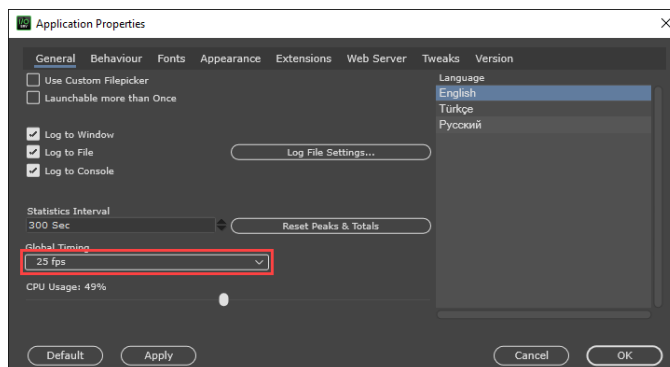 Application Properties
General Behaviour Fonts Appearance Extensions Web Server Tweaks Version
Use Custom Filepicker
Launchable more than Once
Log to Window
Log to File
Log File Settings...
Log to Console
Statistics Interval
300 Sec
Reset Peaks & Totals
Global Timing
25 fps
CPU Usage: 49%
Language
English
Türkçe
Русский
Default Apply Cancel OK